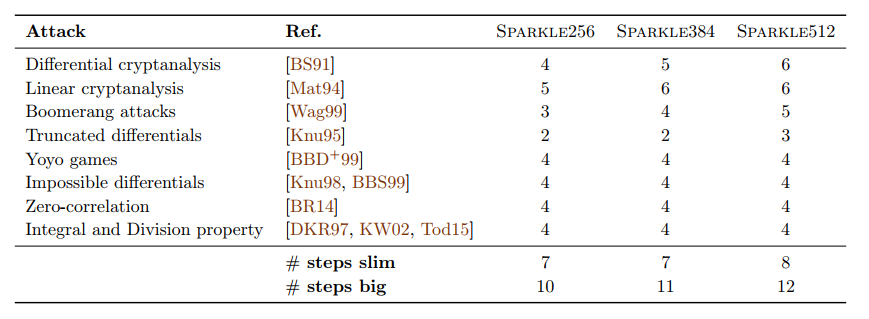 Attack Ref. SPARKLE256 SPARKLE384 SPARKLE512
Differential cryptanalysis [BS91] 4 5 6
Linear cryptanalysis [Mat94] 5 6 6
Boomerang attacks [Wag99] 3 4 5
Truncated differentials [Knu95] 2 2 3
Yoyo games [BBD+99] 4 4 4
Impossible differentials [Knu98, BBS99] 4 4 4
Zero-correlation [BR14] 4 4 4
Integral and Division property [DKR97, KW02, Tod15] 4 4 4
# steps slim 7 7 8
# steps big 10 11 12